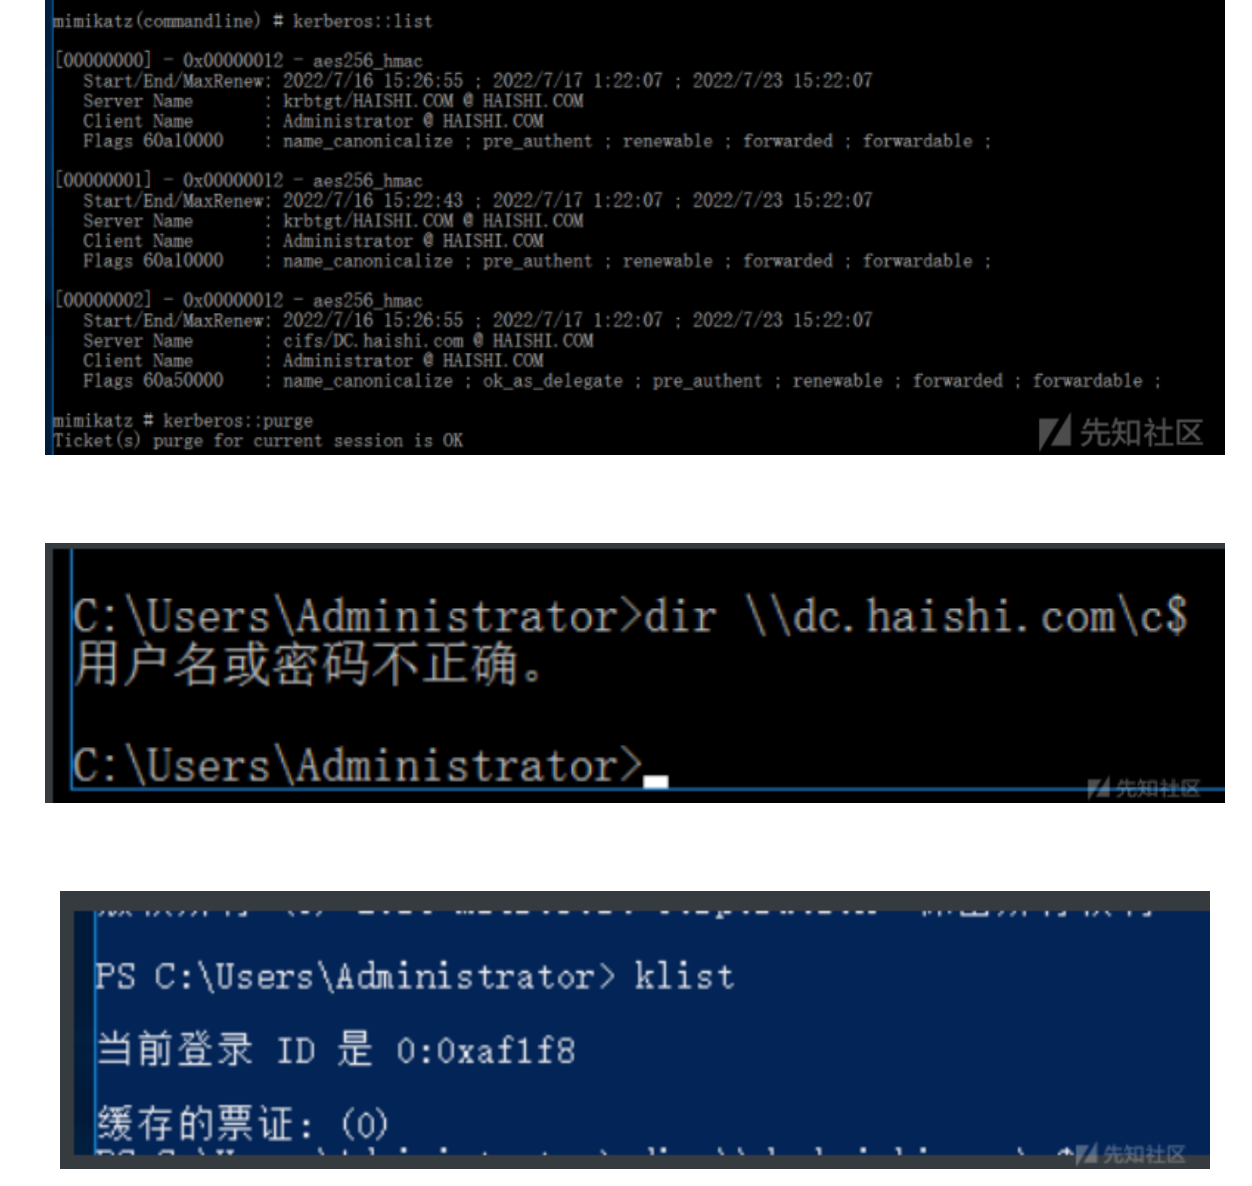 mimikatz(commandline) # kerberos::list
[00000000] - 0x00000012 - aes256_hmac
Start/End/MaxRenew: 2022/7/16 15:26:55 ; 2022/7/17 1:22:07 ; 2022/7/23 15:22:07
Server Name : krbtgt/HAISHI.COM @ HAISHI.COM
Client Name : Administrator @ HAISHI.COM
Flags 60a10000 : name_canonicalize ; pre_authent ; renewable ; forwarded ; forwardable ;
[00000001] - 0x00000012 - aes256_hmac
Start/End/MaxRenew: 2022/7/16 15:22:43 ; 2022/7/17 1:22:07 ; 2022/7/23 15:22:07
Server Name : krbtgt/HAISHI.COM @ HAISHI.COM
Client Name : Administrator @ HAISHI.COM
Flags 60a10000 : name_canonicalize ; pre_authent ; renewable ; forwarded ; forwardable ;
[00000002] - 0x00000012 - aes256_hmac
Start/End/MaxRenew: 2022/7/16 15:26:55 ; 2022/7/17 1:22:07 ; 2022/7/23 15:22:07
Server Name : cifs/DC.haishi.com @ HAISHI.COM
Client Name : Administrator @ HAISHI.COM
Flags 60a50000 : name_canonicalize ; ok_as_delegate ; pre_authent ; renewable ; forwarded ; forwardable ;
mimikatz # kerberos::purge
Ticket(s) purge for current session is OK
先知社区
C:\Users\Administrator>dir \\dc.haishi.com\c$
用户名或密码不正确。
C:\Users\Administrator>
先知社区
PS C:\Users\Administrator> klist
当前登录 ID 是 0:0xaf1f8
缓存的票证: (0)
先知社区